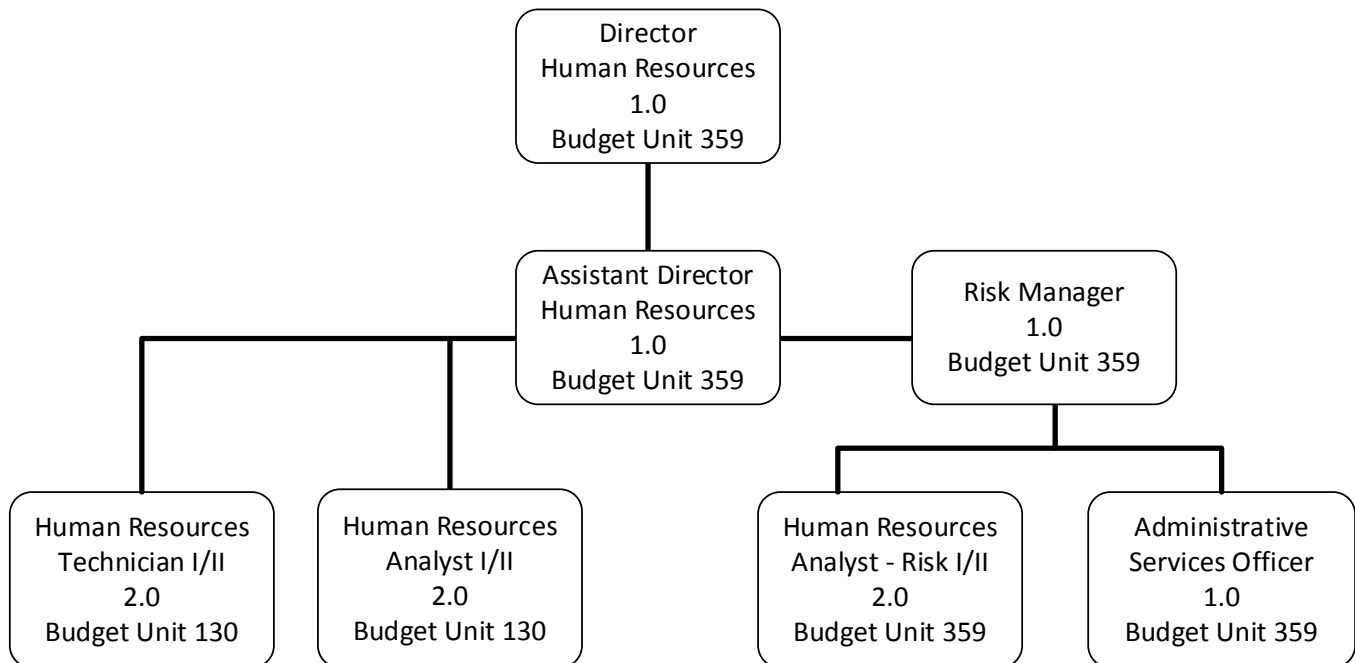 Director
Human Resources
1.0
Budget Unit 359
Assistant Director
Human Resources
1.0
Budget Unit 359
Risk Manager
1.0
Budget Unit 359
Human Resources
Technician I/II
2.0
Budget Unit 130
Human Resources
Analyst I/II
2.0
Budget Unit 130
Human Resources
Analyst - Risk I/II
2.0
Budget Unit 359
Administrative
Services Officer
1.0
Budget Unit 359